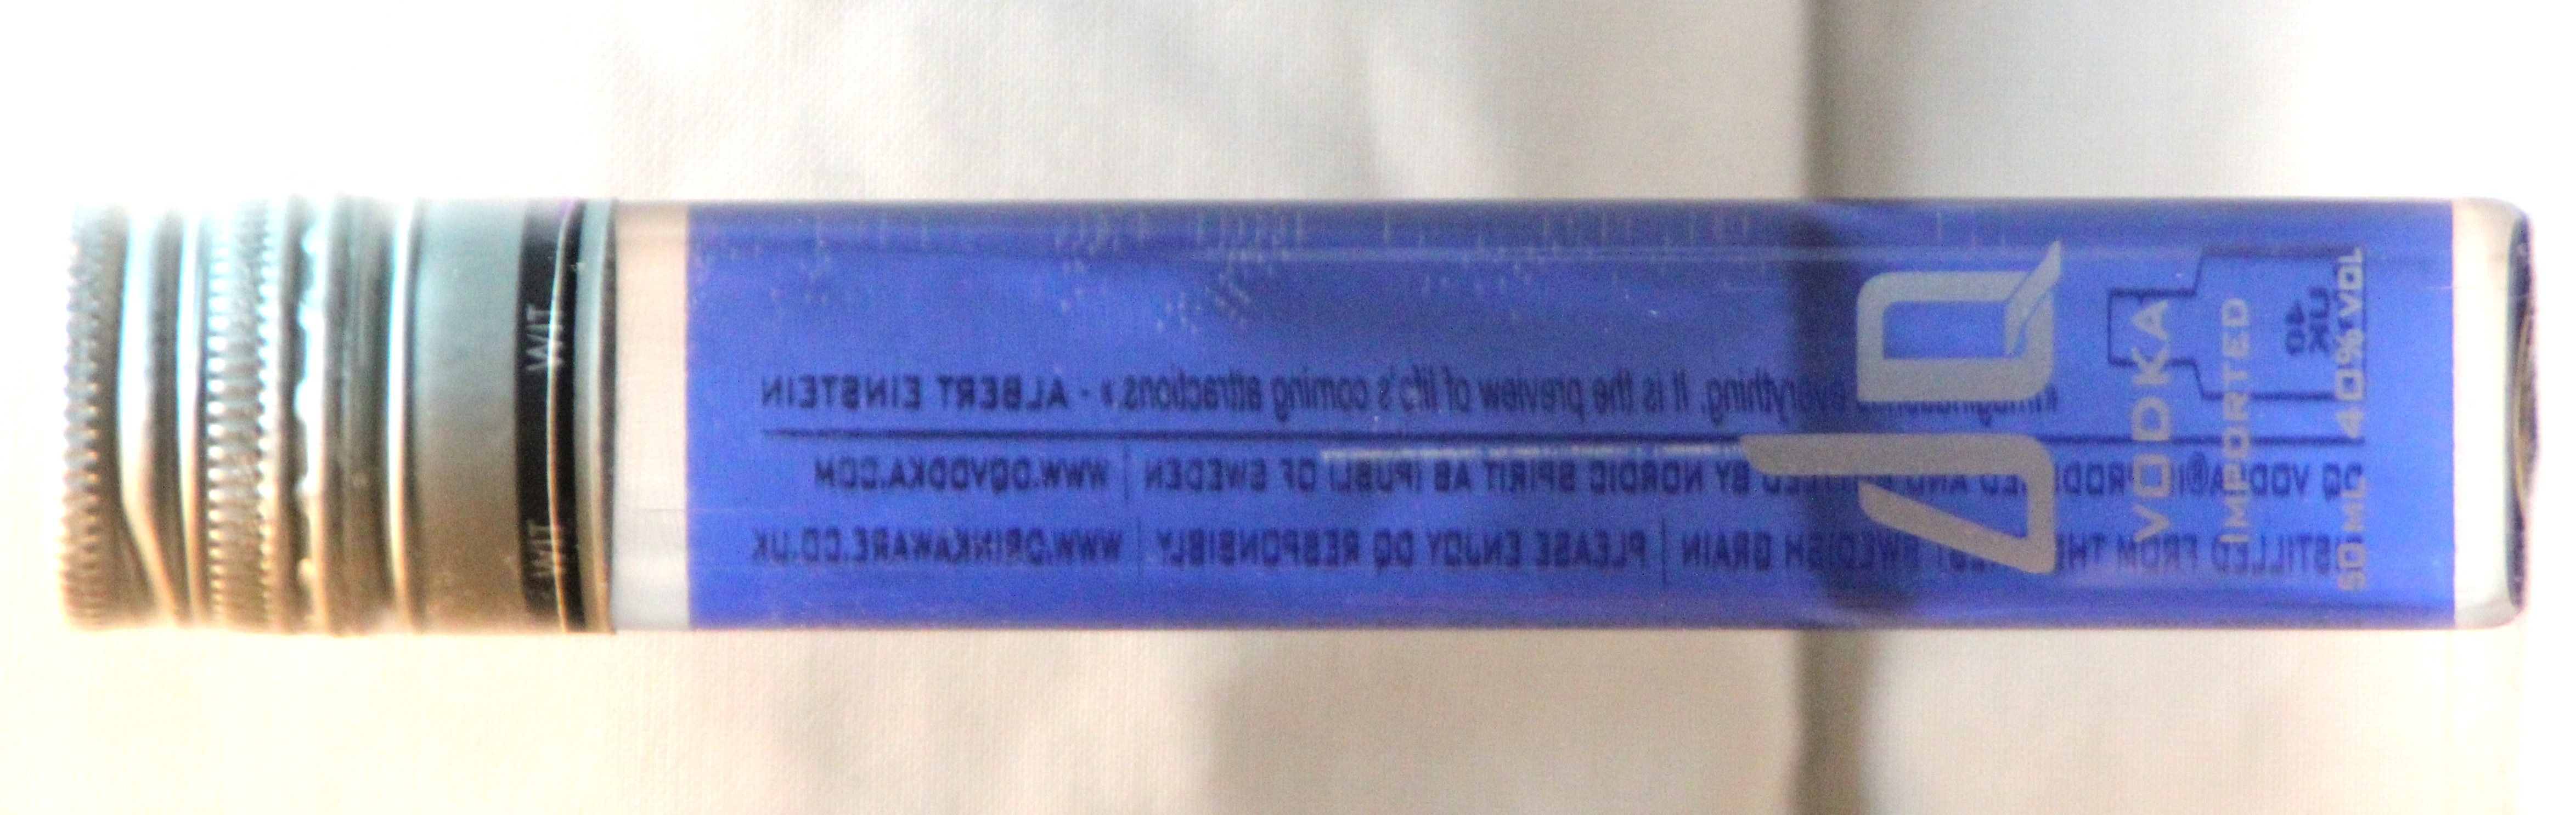 DQ
VODKA
IMPORTED
50 ML 40% VOL
UK
40
everything. It is the preview of life's coming attractions.» - ALBERT EINSTEIN
DQ VODKA® IS PRODUCED AND BOTTLED BY NORDIC SPIRIT AB (PUBL) OF SWEDEN | WWW.DQVODKA.COM
DISTILLED FROM THE FINEST SWEDISH GRAIN | PLEASE ENJOY DQ RESPONSIBLY | WWW.DRINKAWARE.CO.UK
WIT
WIT